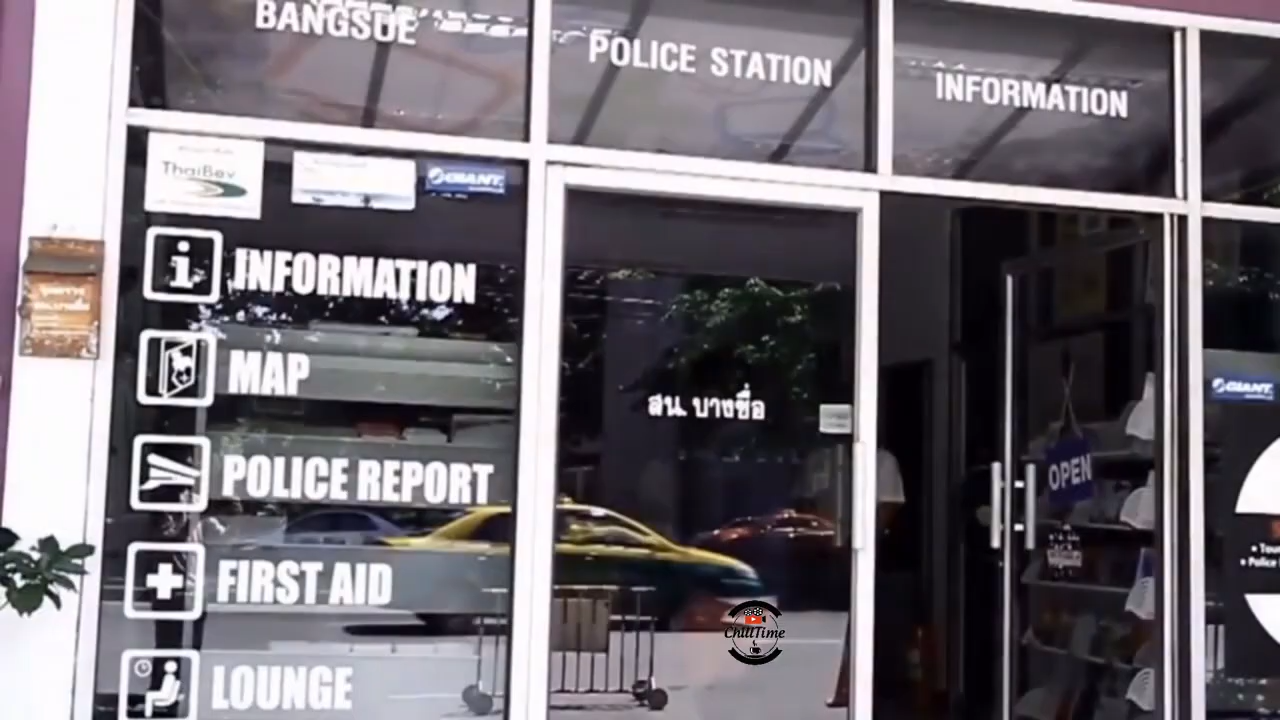 BANGSUE
POLICE STATION
INFORMATION
ThaiBev
GIANT
INFORMATION
MAP
สน. บางซื่อ
GIANT
OPEN
POLICE REPORT
FIRST AID
LOUNGE
ChillTime